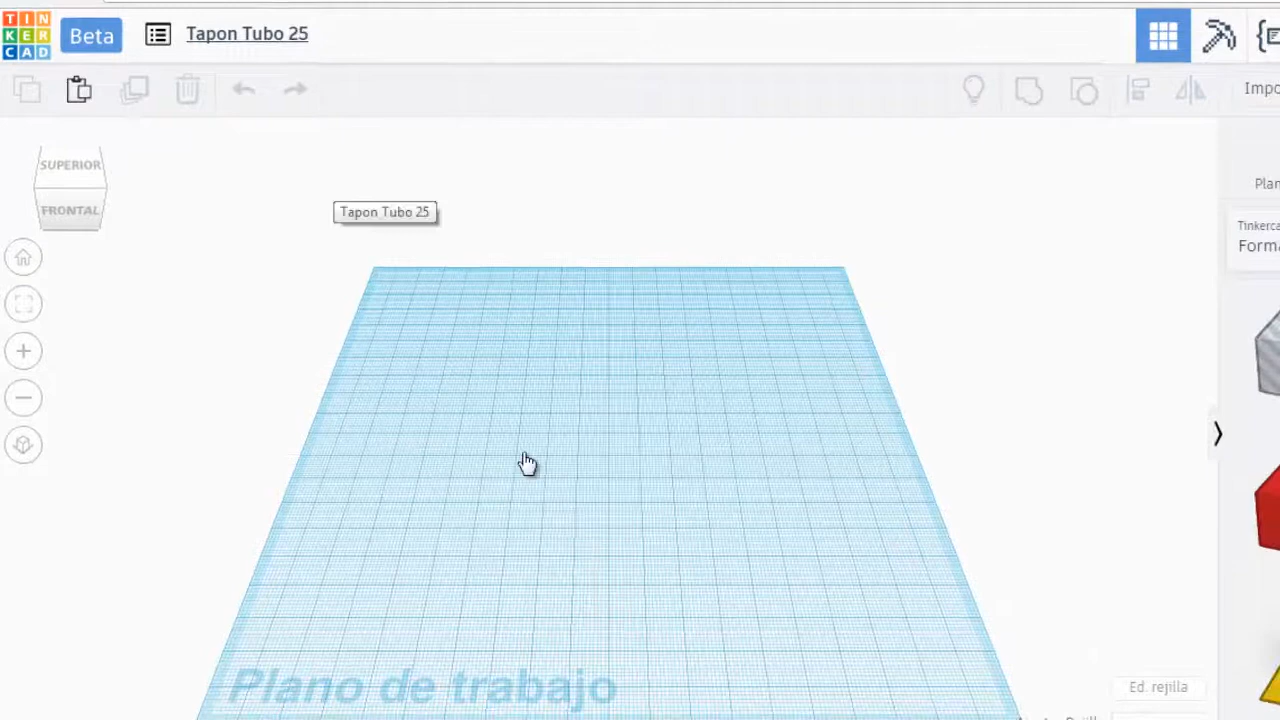 TIN
KER
CAD
Beta
Tapon Tubo 25
Impo
SUPERIOR
FRONTAL
Tapon Tubo 25
Plan
Tinkerca
Forma
Plano de trabajo
Ed. rejilla